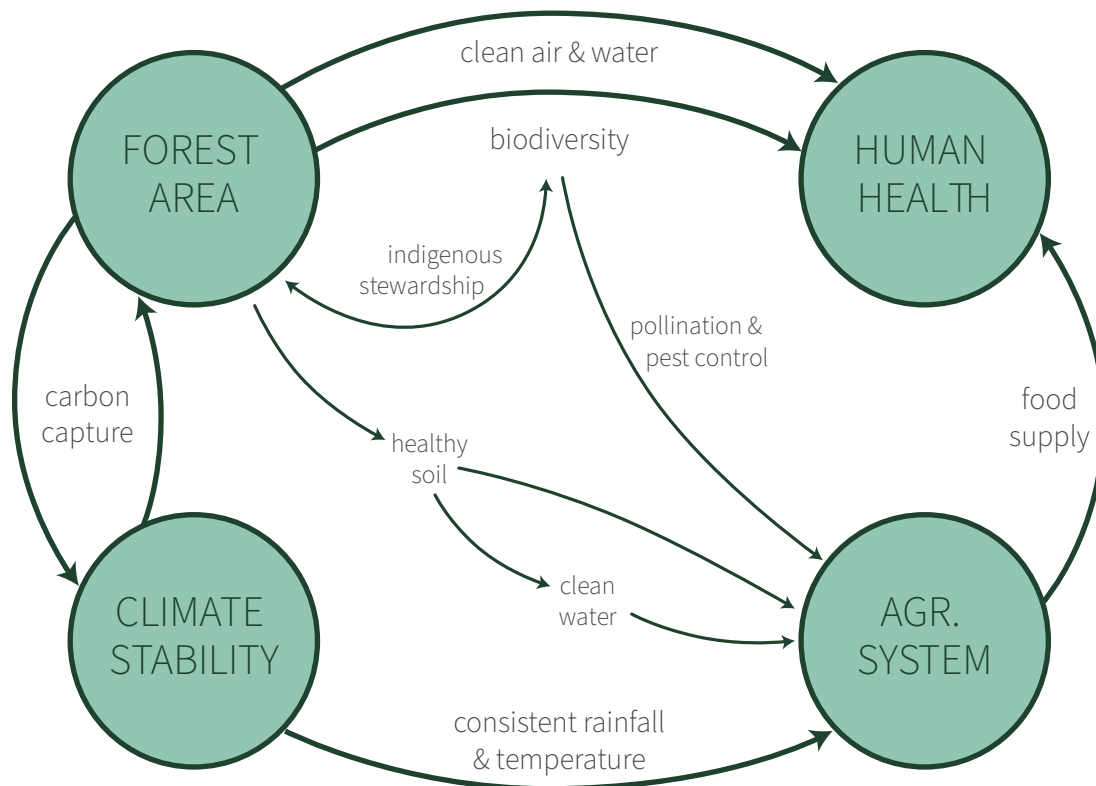 clean air & water
FOREST
AREA
biodiversity
HUMAN
HEALTH
indigenous
stewardship
pollination &
pest control
carbon
capture
food
supply
healthy
soil
clean
water
CLIMATE
STABILITY
AGR.
SYSTEM
consistent rainfall
& temperature